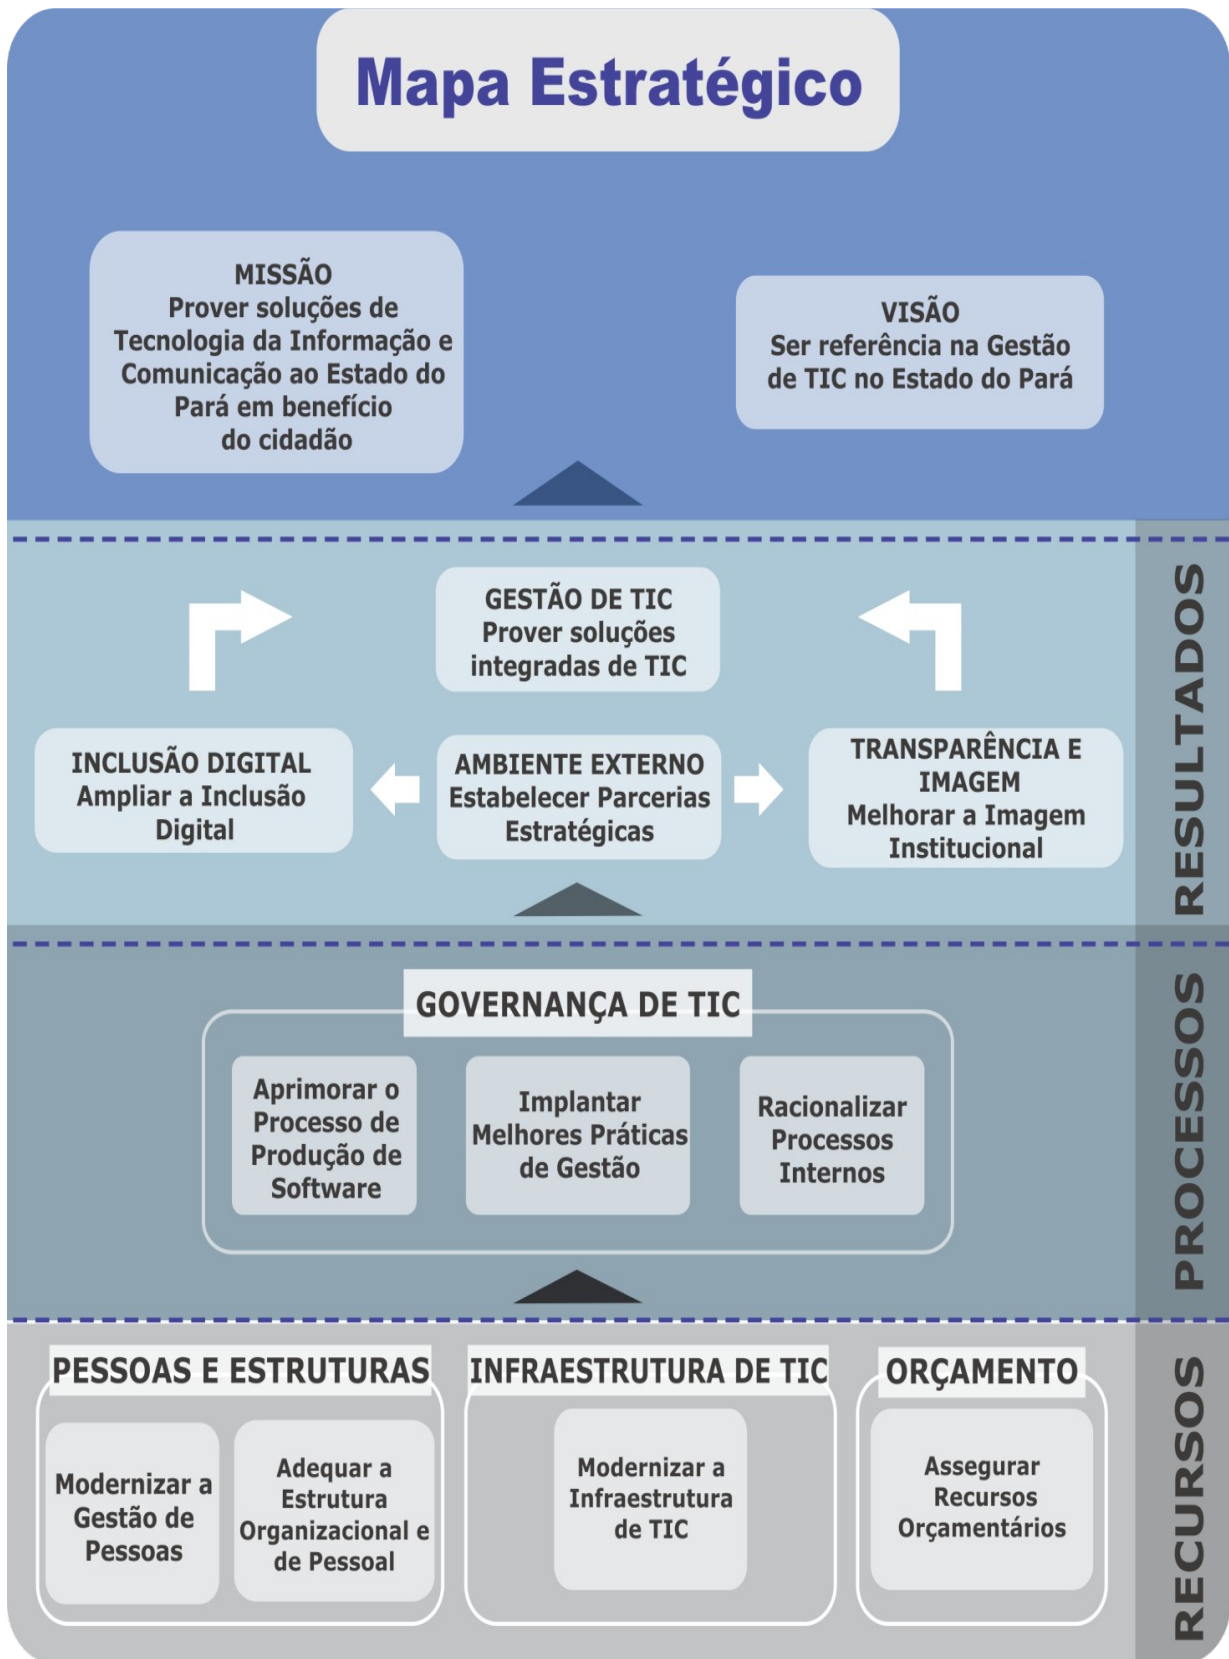 Mapa Estratégico
MISSÃO
Prover soluções de
Tecnologia da Informação e
Comunicação ao Estado do
Pará em benefício
do cidadão
VISÃO
Ser referência na Gestão
de TIC no Estado do Pará
RESULTADOS
GESTÃO DE TIC
Prover soluções
integradas de TIC
INCLUSÃO DIGITAL
Ampliar a Inclusão
Digital
AMBIENTE EXTERNO
Estabelecer Parcerias
Estratégicas
TRANSPARÊNCIA E
IMAGEM
Melhorar a Imagem
Institucional
PROCESSOS
GOVERNANÇA DE TIC
Aprimorar o
Processo de
Produção de
Software
Implantar
Melhores Práticas
de Gestão
Racionalizar
Processos
Internos
RECURSOS
PESSOAS E ESTRUTURAS
Modernizar a
Gestão de
Pessoas
Adequar a
Estrutura
Organizacional e
de Pessoal
INFRAESTRUTURA DE TIC
Modernizar a
Infraestrutura
de TIC
ORÇAMENTO
Assegurar
Recursos
Orçamentários